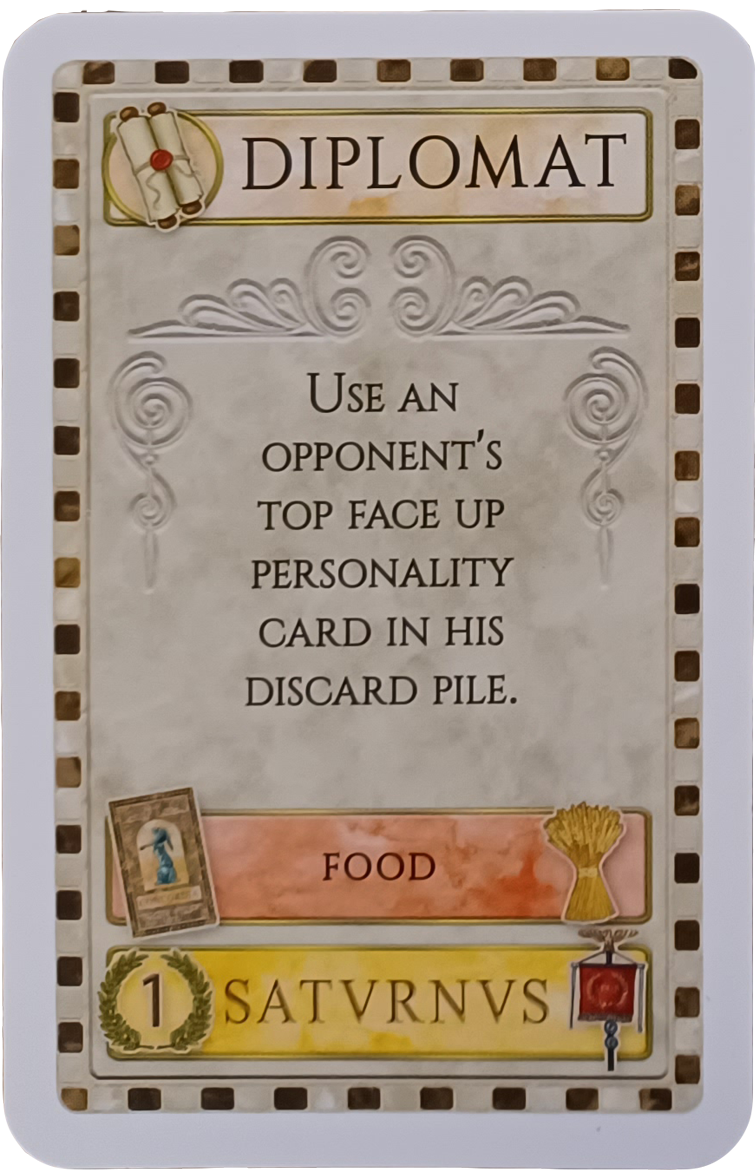 DIPLOMAT
USE AN
OPPONENT'S
TOP FACE UP
PERSONALITY
CARD IN HIS
DISCARD PILE.
FOOD
1 SATVRNVS